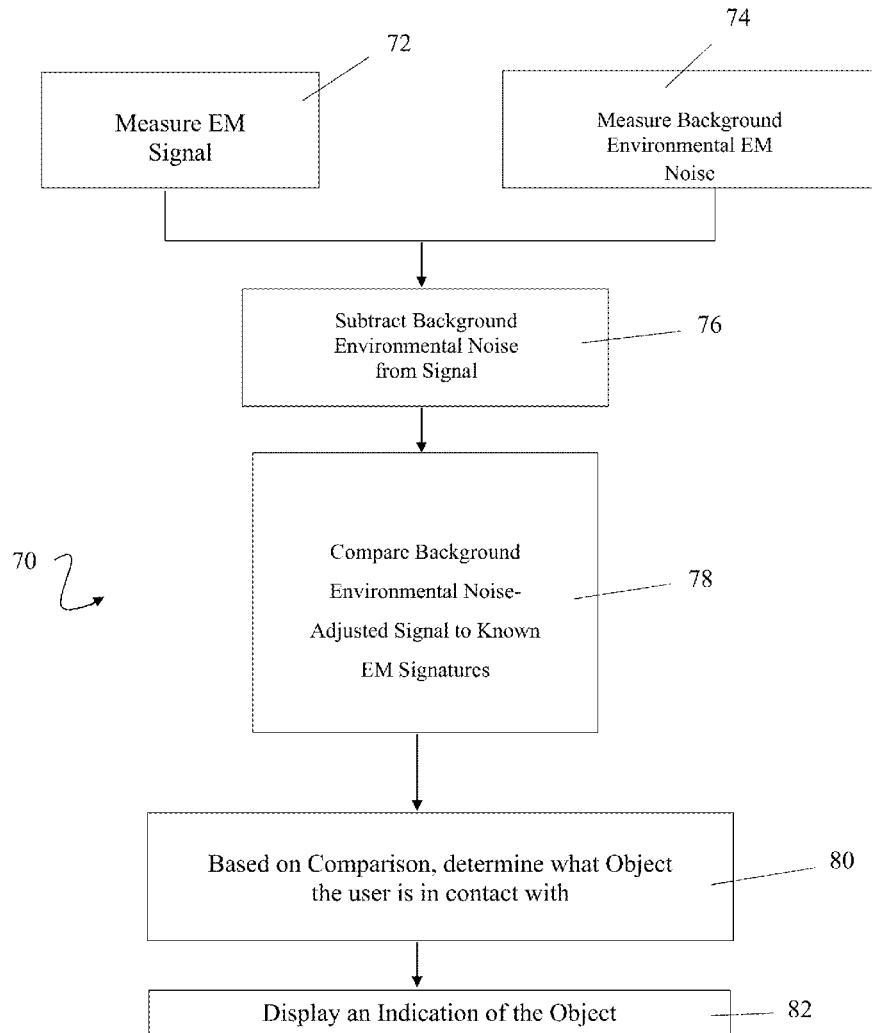 72
74
Measure EM
Signal
Measure Background
Environmental EM
Noise
Subtract Background
Environmental Noise
from Signal
76
Compare Background
Environmental Noise-
Adjusted Signal to Known
EM Signatures
78
70
Based on Comparison, determine what Object
the user is in contact with
80
Display an Indication of the Object
82